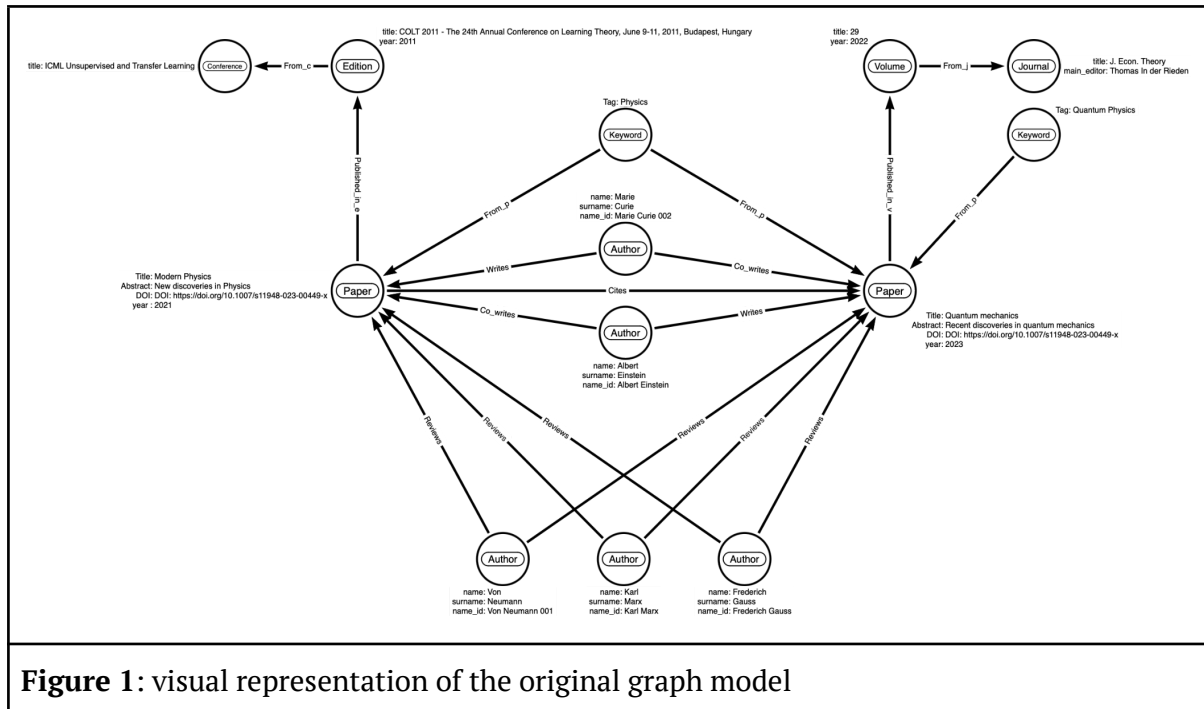 title: COLT 2011 - The 24th Annual Conference on Learning Theory, June 9-11, 2011, Budapest, Hungary
year: 2011
title: 29
year: 2022
title: ICML Unsupervised and Transfer Learning
Conference
From_c
Edition
Volume
From_j
Journal
title: J. Econ. Theory
main_editor: Thomas In der Rieden
Tag: Physics
Keyword
Tag: Quantum Physics
Keyword
Published_in_e
Published_in_v
From_p
From_p
From_p
name: Marie
surname: Curie
name_id: Marie Curie 002
Author
Writes
Co_writes
Title: Modern Physics
Abstract: New discoveries in Physics
DOI: DOI: https://doi.org/10.1007/s11948-023-00449-x
year : 2021
Paper
Cites
Paper
Title: Quantum mechanics
Abstract: Recent discoveries in quantum mechanics
DOI: DOI: https://doi.org/10.1007/s11948-023-00449-x
year: 2023
Co_writes
Writes
Author
name: Albert
surname: Einstein
name_id: Albert Einstein
Reviews
Reviews
Reviews
Reviews
Reviews
Reviews
Author
Author
Author
name: Von
surname: Neumann
name_id: Von Neumann 001
name: Karl
surname: Marx
name_id: Karl Marx
name: Frederich
surname: Gauss
name_id: Frederich Gauss
Figure 1: visual representation of the original graph model